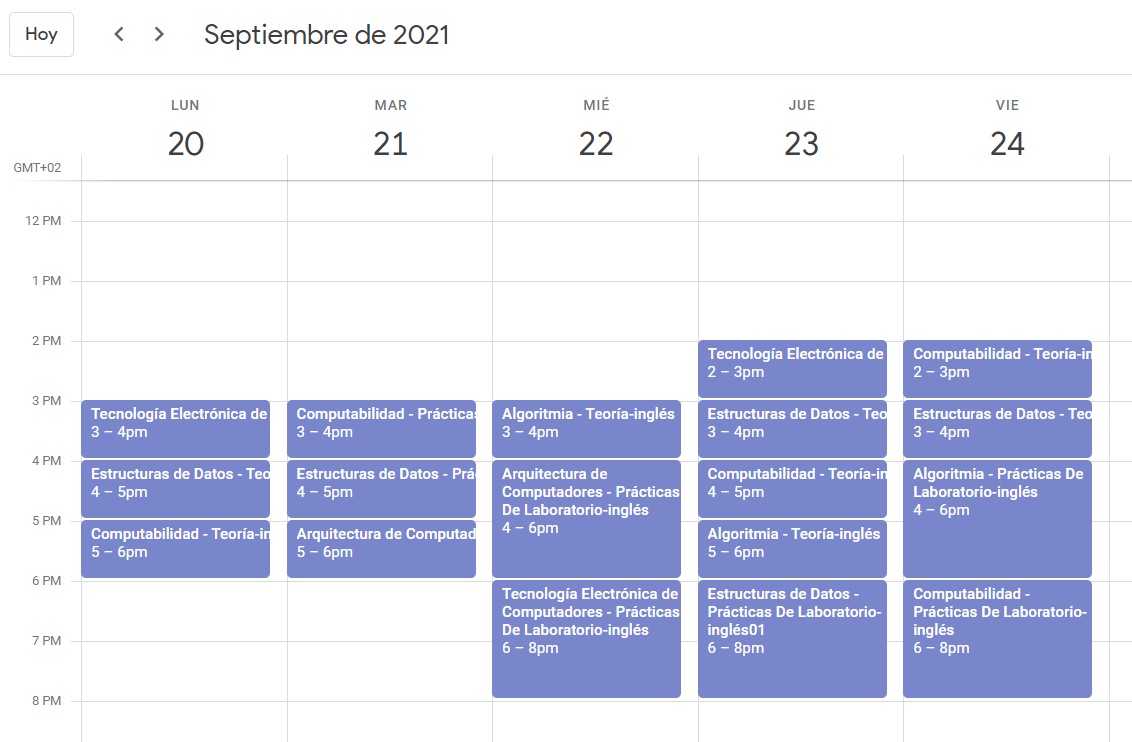 Hoy
Septiembre de 2021
LUN
MAR
MIÉ
JUE
VIE
20
21
22
23
24
GMT+02
12 PM
1 PM
2 PM
3 PM
4 PM
5 PM
6 PM
7 PM
8 PM
Tecnología Electrónica de
3 – 4pm
Estructuras de Datos - Teo
4 – 5pm
Computabilidad - Teoría-in
5 – 6pm
Computabilidad - Prácticas
3 – 4pm
Estructuras de Datos - Prá
4 – 5pm
Arquitectura de Computad
5 – 6pm
Algoritmia - Teoría-inglés
3 – 4pm
Arquitectura de
Computadores - Prácticas
De Laboratorio-inglés
4 – 6pm
Tecnología Electrónica de
Computadores - Prácticas
De Laboratorio-inglés
6 – 8pm
Tecnología Electrónica de
2 – 3pm
Estructuras de Datos - Teo
3 – 4pm
Computabilidad - Teoría-in
4 – 5pm
Algoritmia - Teoría-inglés
5 – 6pm
Estructuras de Datos -
Prácticas De Laboratorio-
inglés01
6 – 8pm
Computabilidad - Teoría-in
2 – 3pm
Estructuras de Datos - Teo
3 – 4pm
Algoritmia - Prácticas De
Laboratorio-inglés
4 – 6pm
Computabilidad -
Prácticas De Laboratorio-
inglés
6 – 8pm